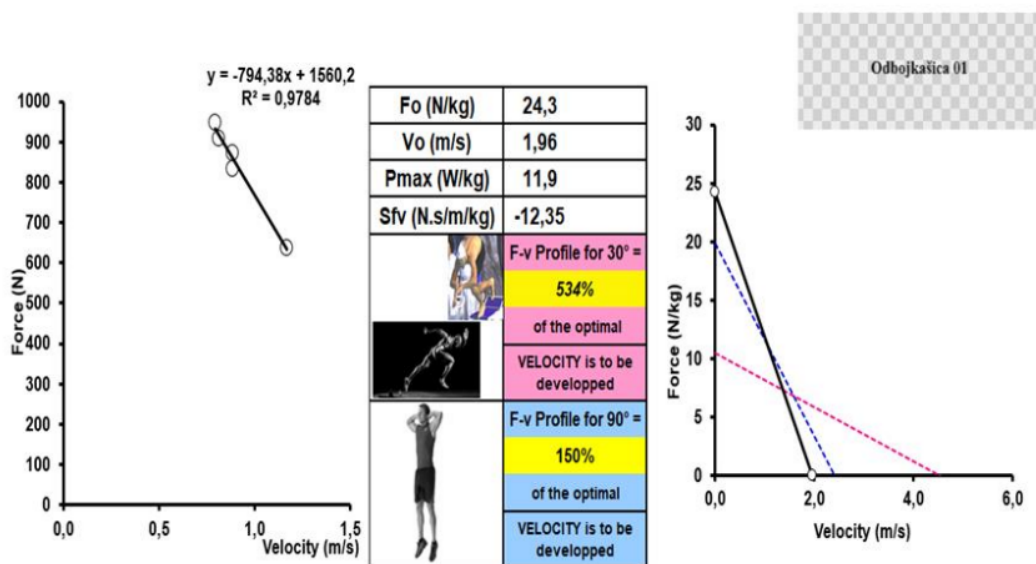 Odbojkašica 01
y = -794,38x + 1560,2
R² = 0,9784
1000
900
800
700
600
500
400
300
200
100
0
Force (N)
0,0
0,5
1,0
1,5
Velocity (m/s)
Fo (N/kg) 24,3
Vo (m/s) 1,96
Pmax (W/kg) 11,9
Sfv (N.s/m/kg) -12,35
F-v Profile for 30° =
534%
of the optimal
VELOCITY is to be
developped
F-v Profile for 90° =
150%
of the optimal
VELOCITY is to be
developped
30
25
20
15
10
5
0
Force (N/kg)
0,0
2,0
4,0
6,0
Velocity (m/s)